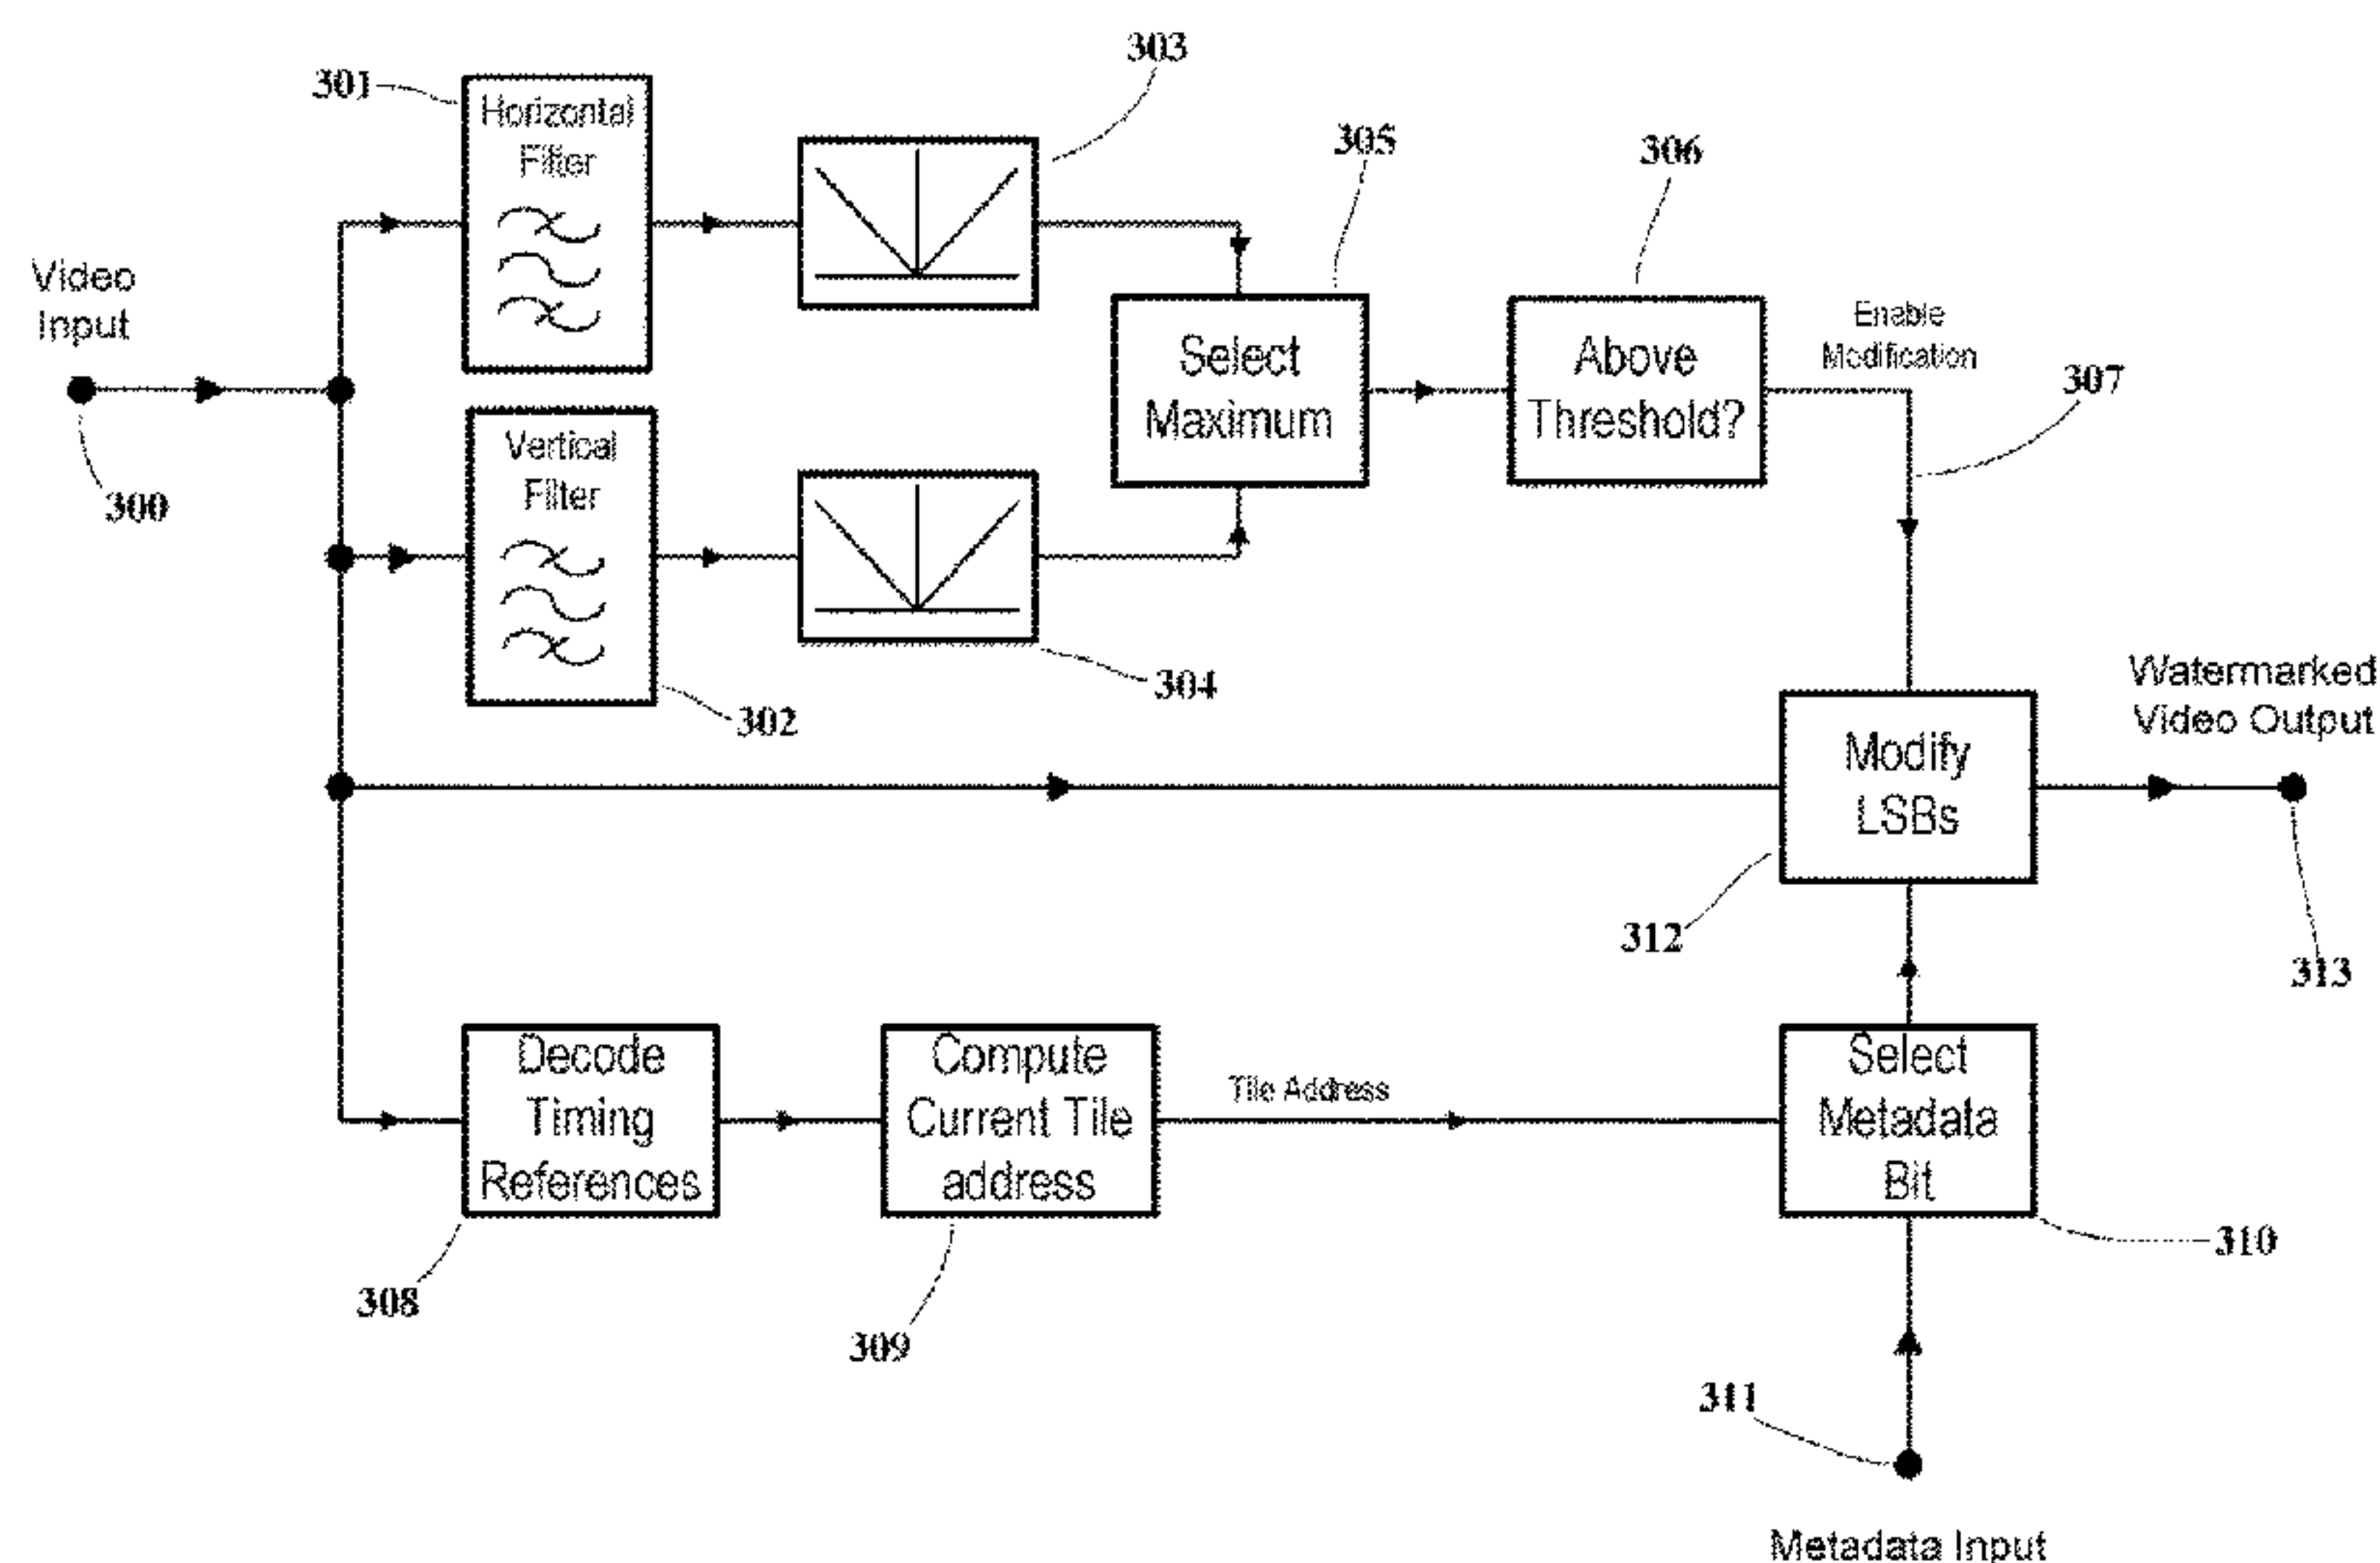 303
301
Horizontal
Filter
305
306
Video
Input
Enable
Modification
Select
Maximum
Above
Threshold?
307
Vertical
Filter
300
304
302
Watermarked
Video Output
Modify
LSBs
312
313
Decode
Timing
References
Compute
Current Tile
address
Tile Address
Select
Metadata
Bit
310
308
309
311
Metadata Input